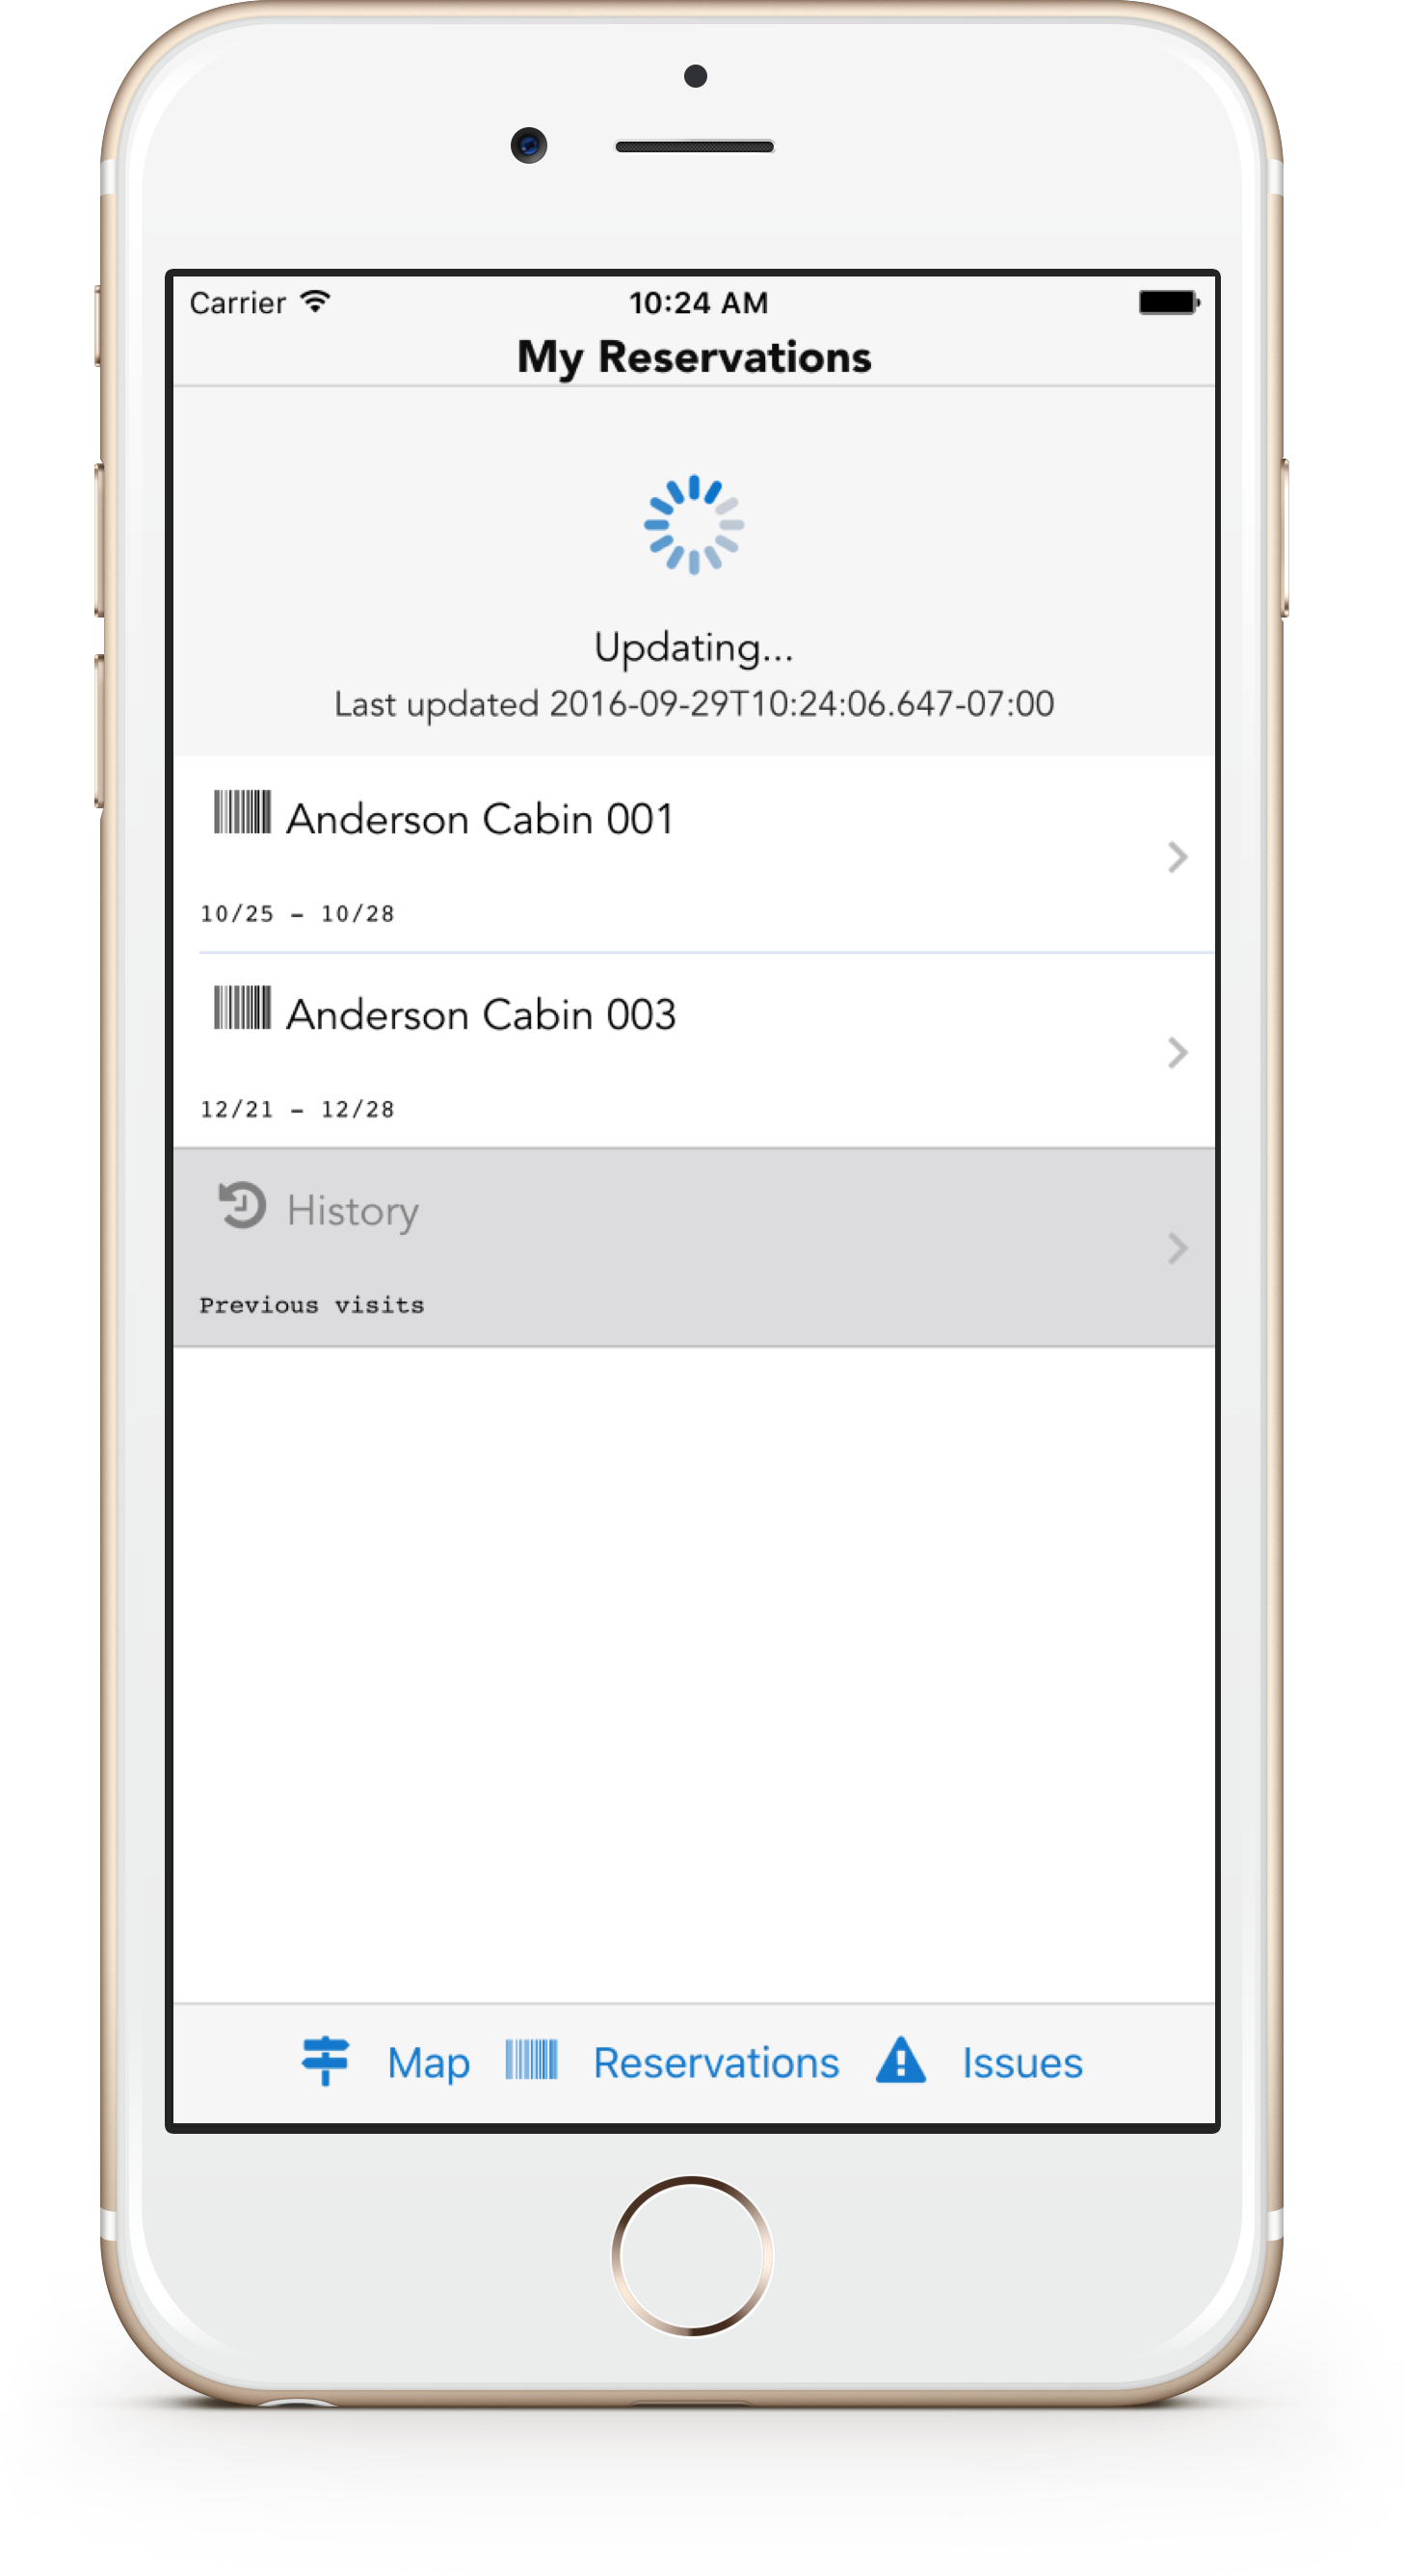 Carrier 10:24 AM
My Reservations
Updating...
Last updated 2016-09-29T10:24:06.647-07:00
Anderson Cabin 001
10/25 - 10/28
Anderson Cabin 003
12/21 - 12/28
History
Previous visits
Map Reservations Issues